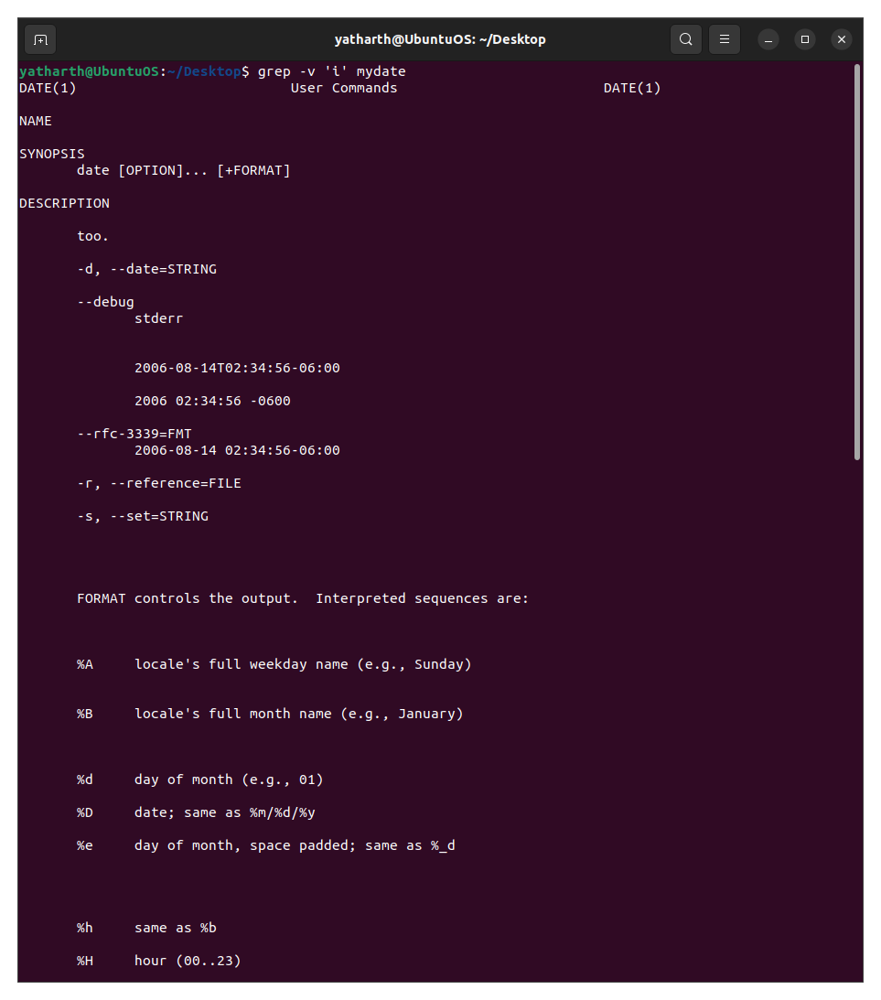 yatharth@UbuntuOS: ~/Desktop
yatharth@UbuntuOS:~/Desktop$ grep -v 'i' mydate
DATE(1)                          User Commands                         DATE(1)
NAME
SYNOPSIS
       date [OPTION]... [+FORMAT]
DESCRIPTION
       too.
       -d, --date=STRING
       --debug
              stderr
              2006-08-14T02:34:56-06:00
              2006 02:34:56 -0600
       --rfc-3339=FMT
              2006-08-14 02:34:56-06:00
       -r, --reference=FILE
       -s, --set=STRING
       FORMAT controls the output.  Interpreted sequences are:
       %A     locale's full weekday name (e.g., Sunday)
       %B     locale's full month name (e.g., January)
       %d     day of month (e.g., 01)
       %D     date; same as %m/%d/%y
       %e     day of month, space padded; same as %_d
       %h     same as %b
       %H     hour (00..23)